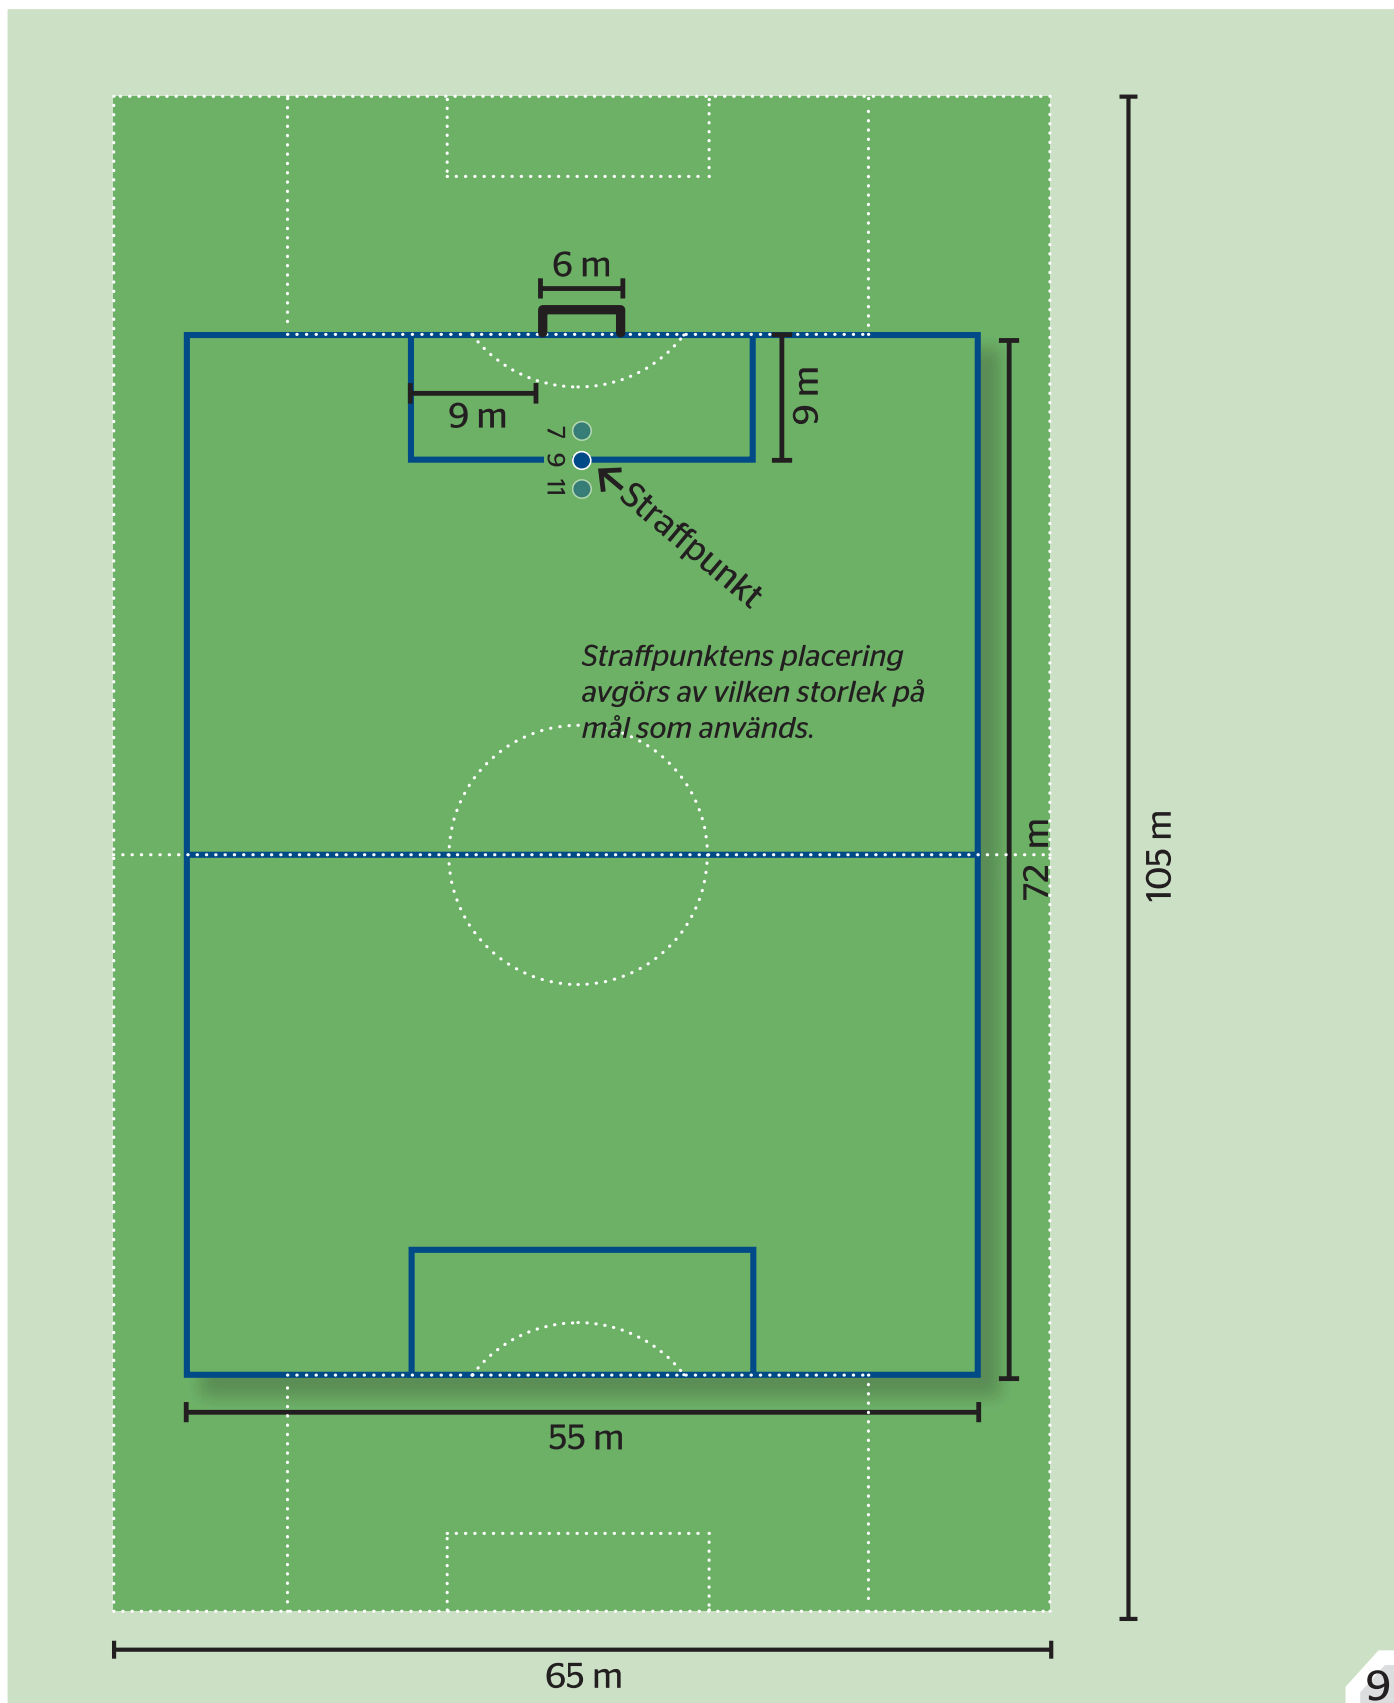 6 m
9 m
9 m
7
9
11
Straffpunkt
Straffpunktens placering
avgörs av vilken storlek på
mål som används.
72 m
105 m
55 m
65 m
9